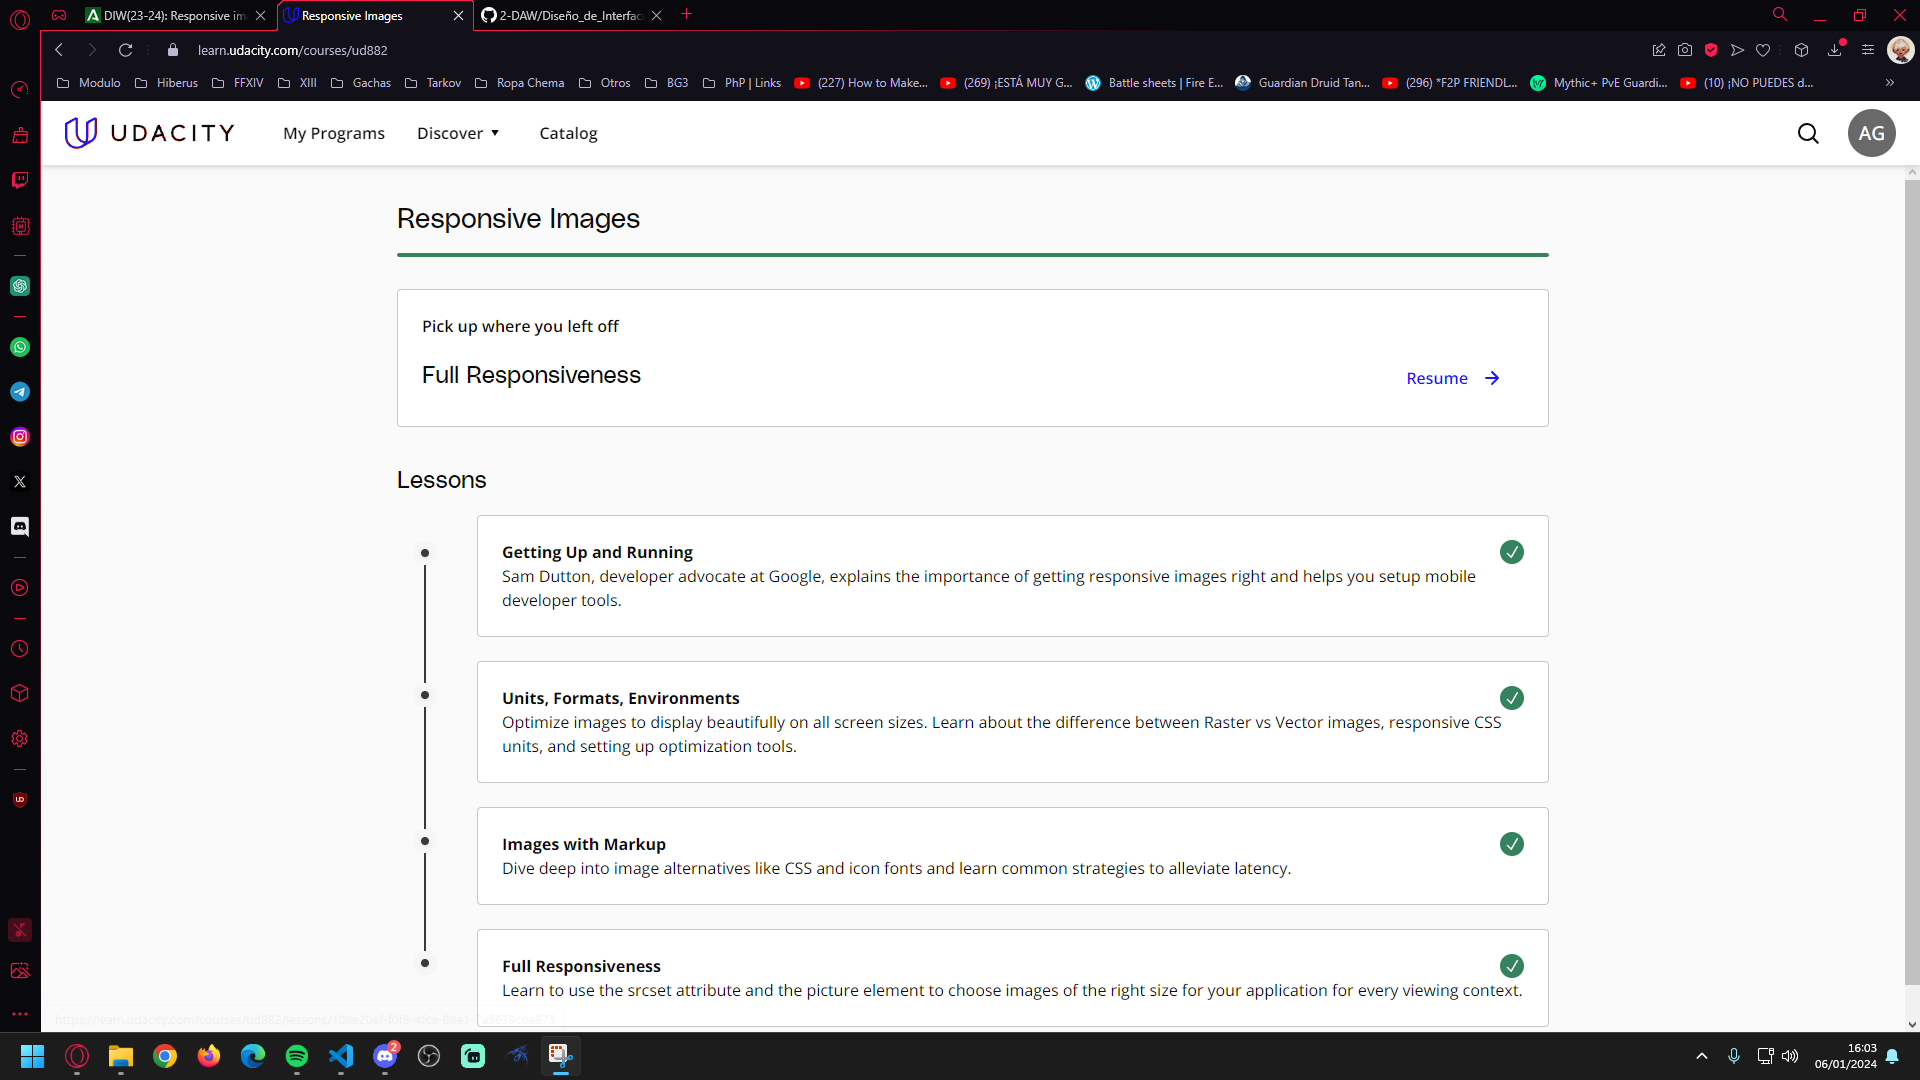 DIW(23-24): Responsive im
Responsive Images
2-DAW/Diseño_de_Interfac
learn.udacity.com/courses/ud882
Modulo
Hiberus
FFXIV
XIII
Gachas
Tarkov
Ropa Chema
Otros
BG3
PhP | Links
(227) How to Make...
(269) ¡ESTÁ MUY G...
Battle sheets | Fire E...
Guardian Druid Tan...
(296) *F2P FRIENDL...
Mythic+ PvE Guardi...
(10) ¡NO PUEDES d...
»
UDACITY
My Programs
Discover ▼
Catalog
AG
Responsive Images
Pick up where you left off
Full Responsiveness
Resume →
Lessons
Getting Up and Running
Sam Dutton, developer advocate at Google, explains the importance of getting responsive images right and helps you setup mobile
developer tools.
Units, Formats, Environments
Optimize images to display beautifully on all screen sizes. Learn about the difference between Raster vs Vector images, responsive CSS
units, and setting up optimization tools.
Images with Markup
Dive deep into image alternatives like CSS and icon fonts and learn common strategies to alleviate latency.
Full Responsiveness
Learn to use the srcset attribute and the picture element to choose images of the right size for your application for every viewing context.
2
16:03
06/01/2024